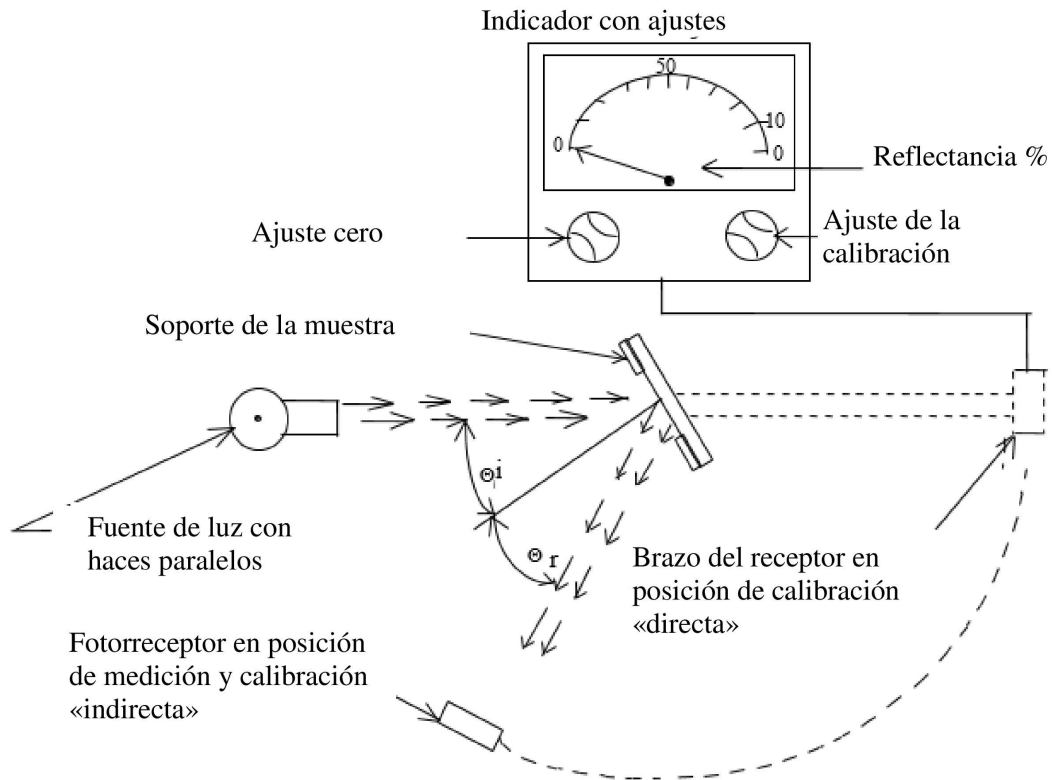 Indicador con ajustes
50
0
10
0
Reflectancia %
Ajuste cero
Ajuste de la
calibración
Soporte de la muestra
Θi
Θr
Fuente de luz con
haces paralelos
Brazo del receptor en
posición de calibración
«directa»
Fotorreceptor en posición
de medición y calibración
«indirecta»